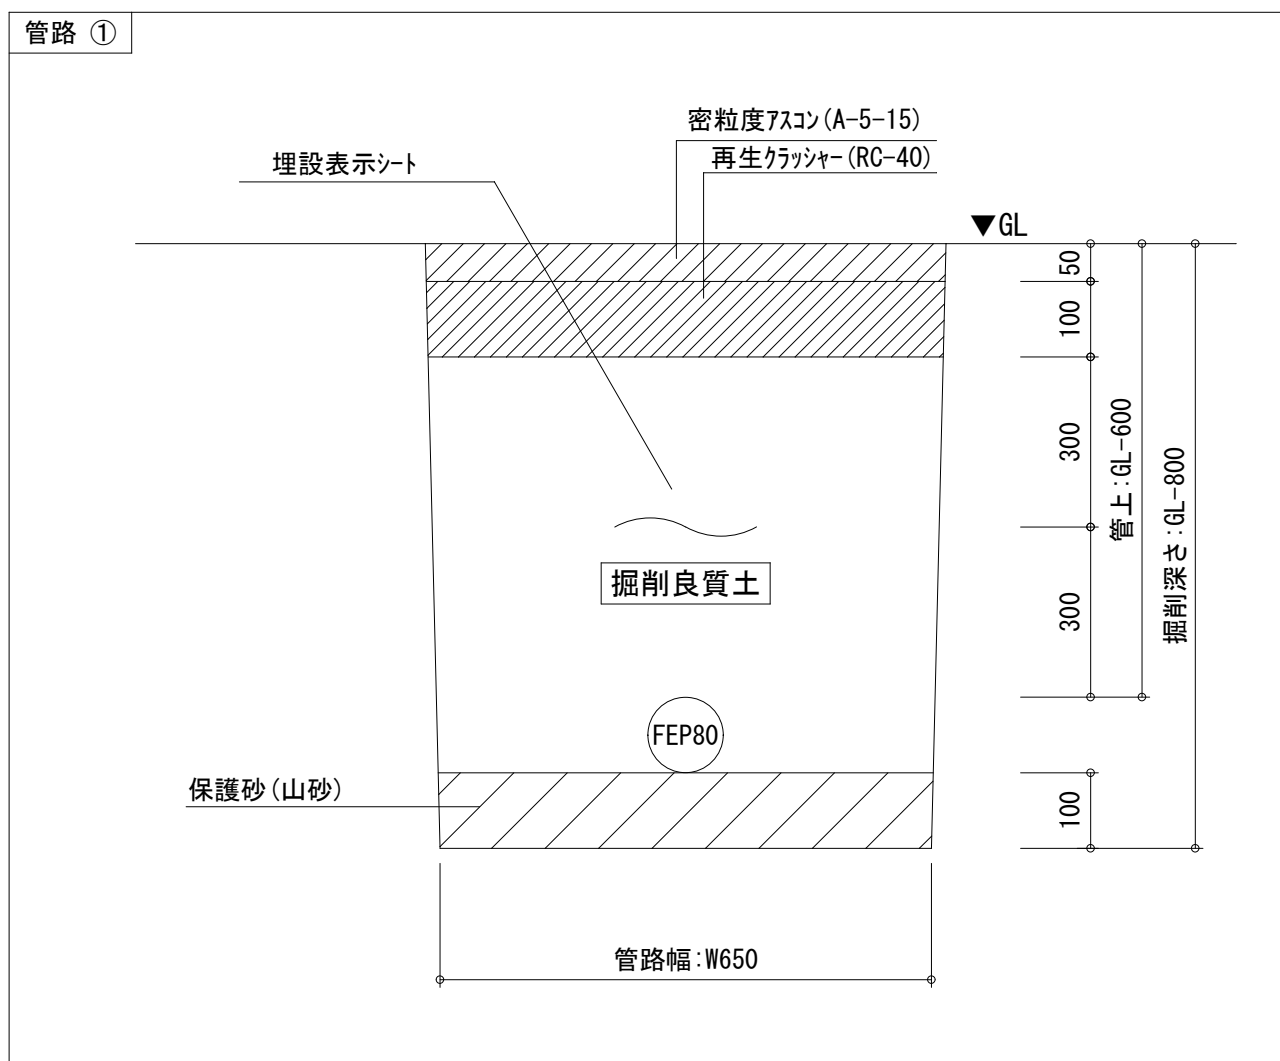 管路 ①
密粒度ｱｽｺﾝ(A-5-15)
再生ｸﾗｯｼｬｰ(RC-40)
埋設表示ｼｰﾄ
▼GL
50
100
300
300
100
管上:GL-600
掘削深さ:GL-800
掘削良質土
FEP80
保護砂(山砂)
管路幅:W650